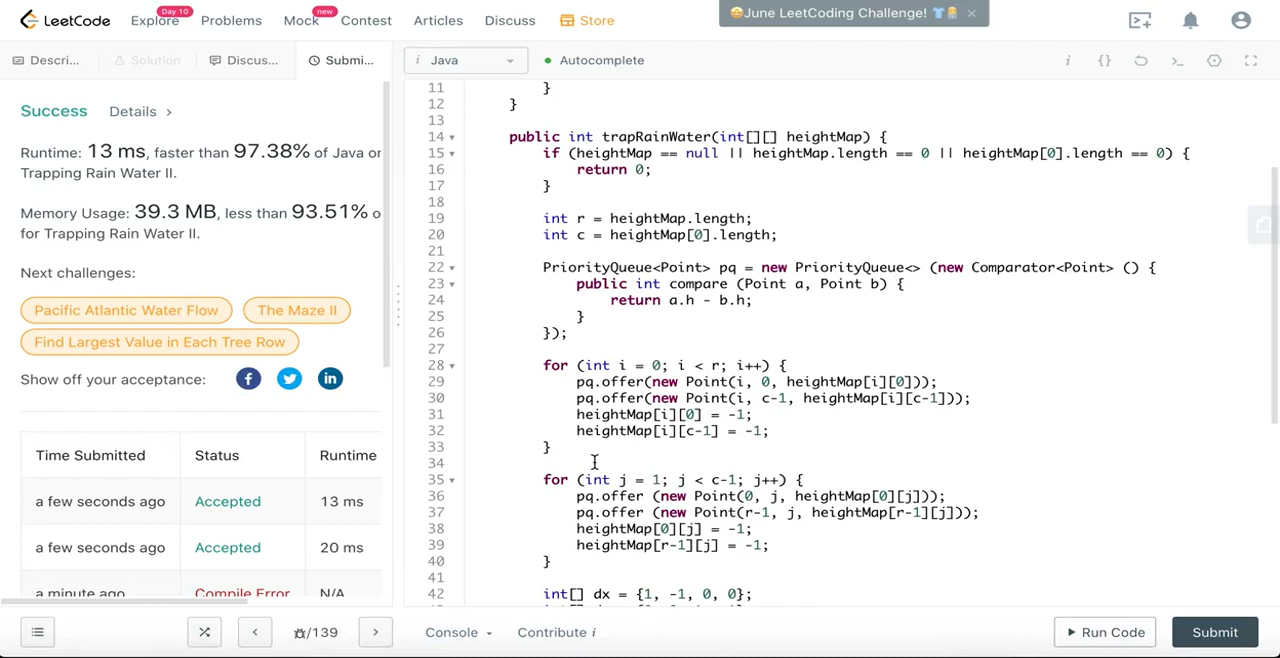 LeetCode
Explore
Day 10
Problems
Mock
new
Contest
Articles
Discuss
Store
🤩June LeetCoding Challenge! 👕 ×
Descri...
Solution
Discus...
Submi...
i Java
Autocomplete
Success Details ›
Runtime: 13 ms, faster than 97.38% of Java or
Trapping Rain Water II.
Memory Usage: 39.3 MB, less than 93.51% o
for Trapping Rain Water II.
Next challenges:
Pacific Atlantic Water Flow
The Maze II
Find Largest Value in Each Tree Row
Show off your acceptance:
Time Submitted Status Runtime
a few seconds ago Accepted 13 ms
a few seconds ago Accepted 20 ms
a minute ago Compile Error N/A
11 }
12 }
13
14 public int trapRainWater(int[][] heightMap) {
15 if (heightMap == null || heightMap.length == 0 || heightMap[0].length == 0) {
16 return 0;
17 }
18
19 int r = heightMap.length;
20 int c = heightMap[0].length;
21
22 PriorityQueue<Point> pq = new PriorityQueue<> (new Comparator<Point> () {
23 public int compare (Point a, Point b) {
24 return a.h - b.h;
25 }
26 });
27
28 for (int i = 0; i < r; i++) {
29 pq.offer(new Point(i, 0, heightMap[i][0]));
30 pq.offer(new Point(i, c-1, heightMap[i][c-1]));
31 heightMap[i][0] = -1;
32 heightMap[i][c-1] = -1;
33 }
34
35 for (int j = 1; j < c-1; j++) {
36 pq.offer (new Point(0, j, heightMap[0][j]));
37 pq.offer (new Point(r-1, j, heightMap[r-1][j]));
38 heightMap[0][j] = -1;
39 heightMap[r-1][j] = -1;
40 }
41
42 int[] dx = {1, -1, 0, 0};
/139
Console
Contribute i
Run Code
Submit